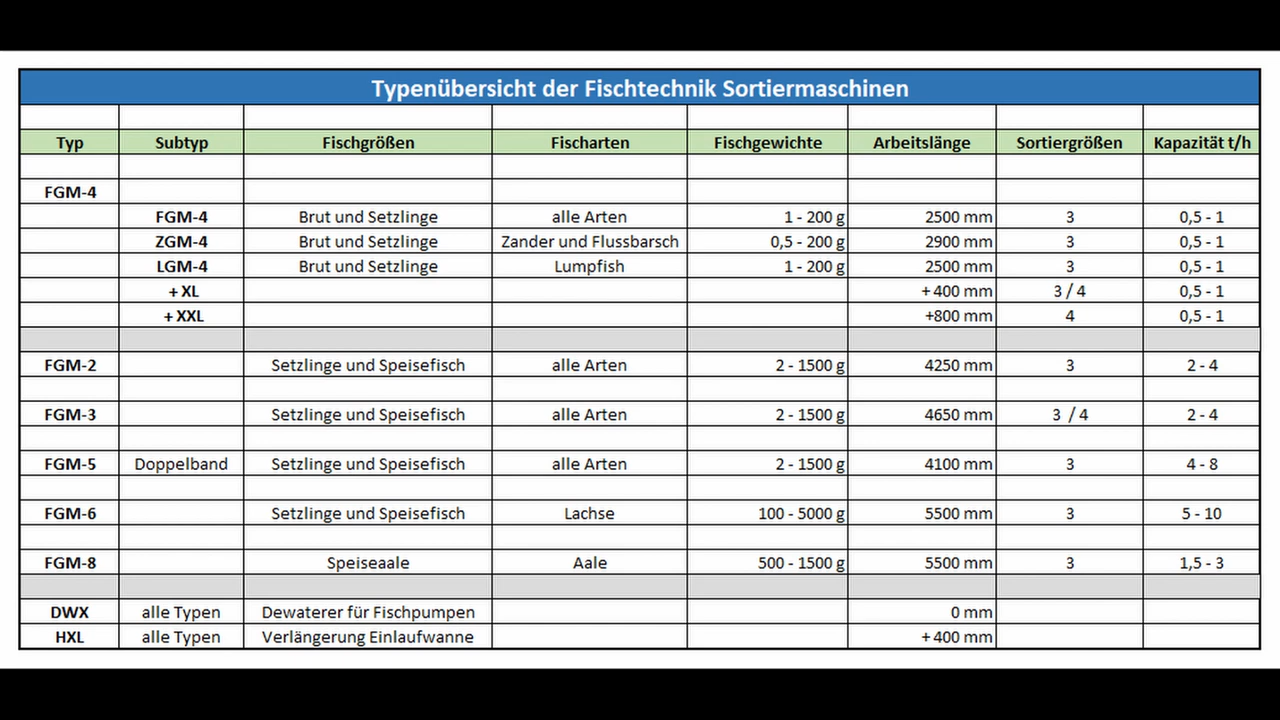 Typenübersicht der Fischtechnik Sortiermaschinen
Typ Subtyp Fischgrößen Fischarten Fischgewichte Arbeitslänge Sortiergrößen Kapazität t/h
FGM-4
FGM-4 Brut und Setzlinge alle Arten 1 - 200 g 2500 mm 3 0,5 - 1
ZGM-4 Brut und Setzlinge Zander und Flussbarsch 0,5 - 200 g 2900 mm 3 0,5 - 1
LGM-4 Brut und Setzlinge Lumpfish 1 - 200 g 2500 mm 3 0,5 - 1
+ XL + 400 mm 3 / 4 0,5 - 1
+ XXL +800 mm 4 0,5 - 1
FGM-2 Setzlinge und Speisefisch alle Arten 2 - 1500 g 4250 mm 3 2 - 4
FGM-3 Setzlinge und Speisefisch alle Arten 2 - 1500 g 4650 mm 3 / 4 2 - 4
FGM-5 Doppelband Setzlinge und Speisefisch alle Arten 2 - 1500 g 4100 mm 3 4 - 8
FGM-6 Setzlinge und Speisefisch Lachse 100 - 5000 g 5500 mm 3 5 - 10
FGM-8 Speiseaale Aale 500 - 1500 g 5500 mm 3 1,5 - 3
DWX alle Typen Dewaterer für Fischpumpen 0 mm
HXL alle Typen Verlängerung Einlaufwanne + 400 mm